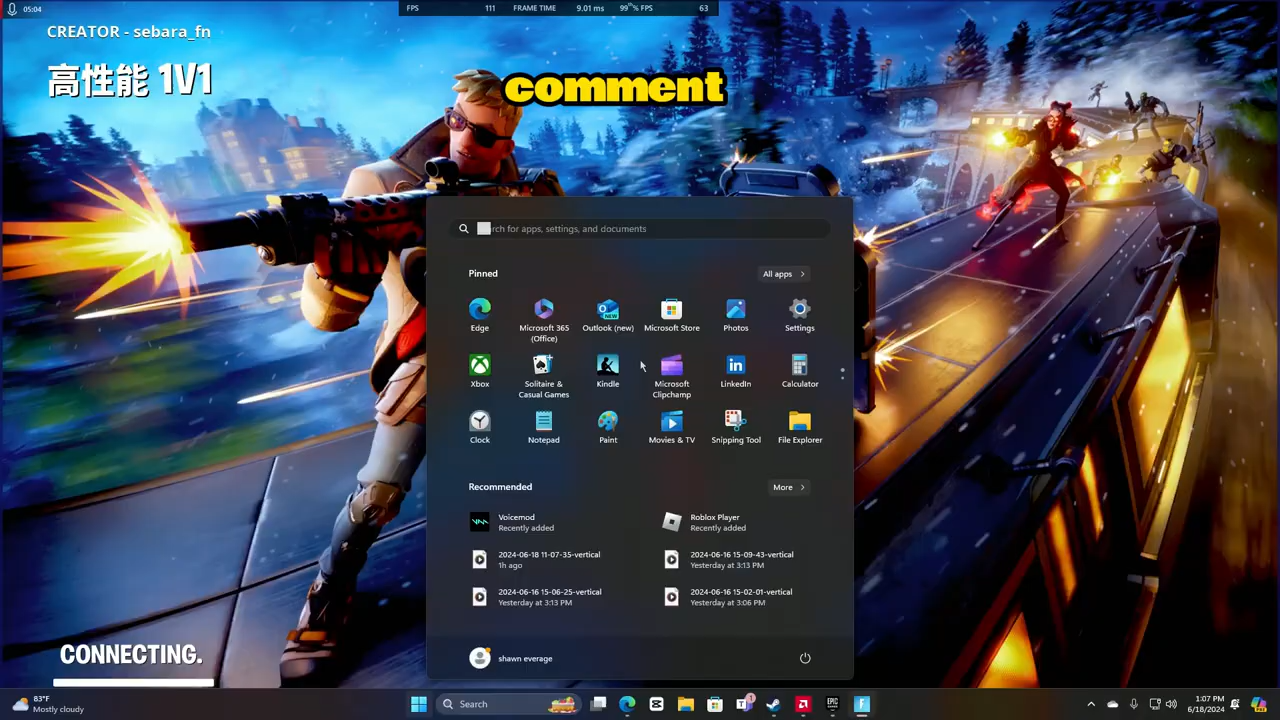 05:04
FPS 111 FRAME TIME 9.01 ms 99% FPS 63
CREATOR - sebara_fn
高性能 1V1
comment
rch for apps, settings, and documents
Pinned
All apps
Edge
Microsoft 365 (Office)
Outlook (new)
Microsoft Store
Photos
Settings
Xbox
Solitaire & Casual Games
Kindle
Microsoft Clipchamp
LinkedIn
Calculator
Clock
Notepad
Paint
Movies & TV
Snipping Tool
File Explorer
Recommended
More
Voicemod
Recently added
Roblox Player
Recently added
2024-06-18 11-07-35-vertical
1h ago
2024-06-16 15-09-43-vertical
Yesterday at 3:13 PM
2024-06-16 15-06-25-vertical
Yesterday at 3:13 PM
2024-06-16 15-02-01-vertical
Yesterday at 3:06 PM
CONNECTING.
shawn everage
83°F
Mostly cloudy
Search
1:07 PM
6/18/2024